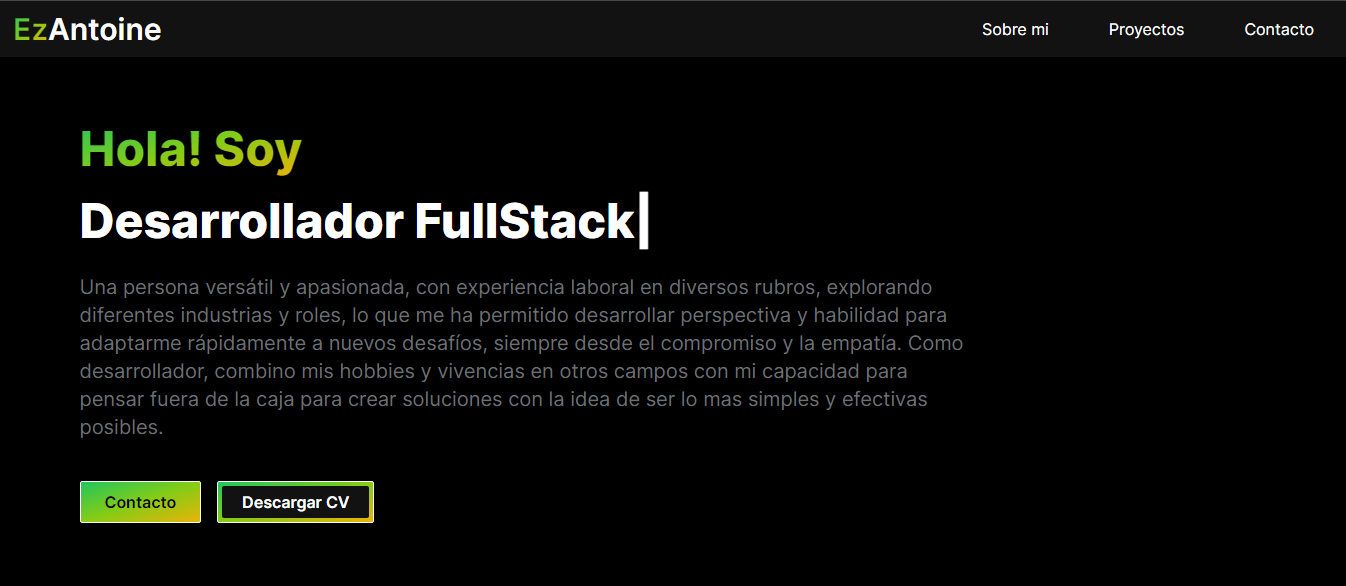 EzAntoine
Sobre mi
Proyectos
Contacto
Hola! Soy
Desarrollador FullStack
Una persona versátil y apasionada, con experiencia laboral en diversos rubros, explorando
diferentes industrias y roles, lo que me ha permitido desarrollar perspectiva y habilidad para
adaptarme rápidamente a nuevos desafíos, siempre desde el compromiso y la empatía. Como
desarrollador, combino mis hobbies y vivencias en otros campos con mi capacidad para
pensar fuera de la caja para crear soluciones con la idea de ser lo mas simples y efectivas
posibles.
Contacto
Descargar CV